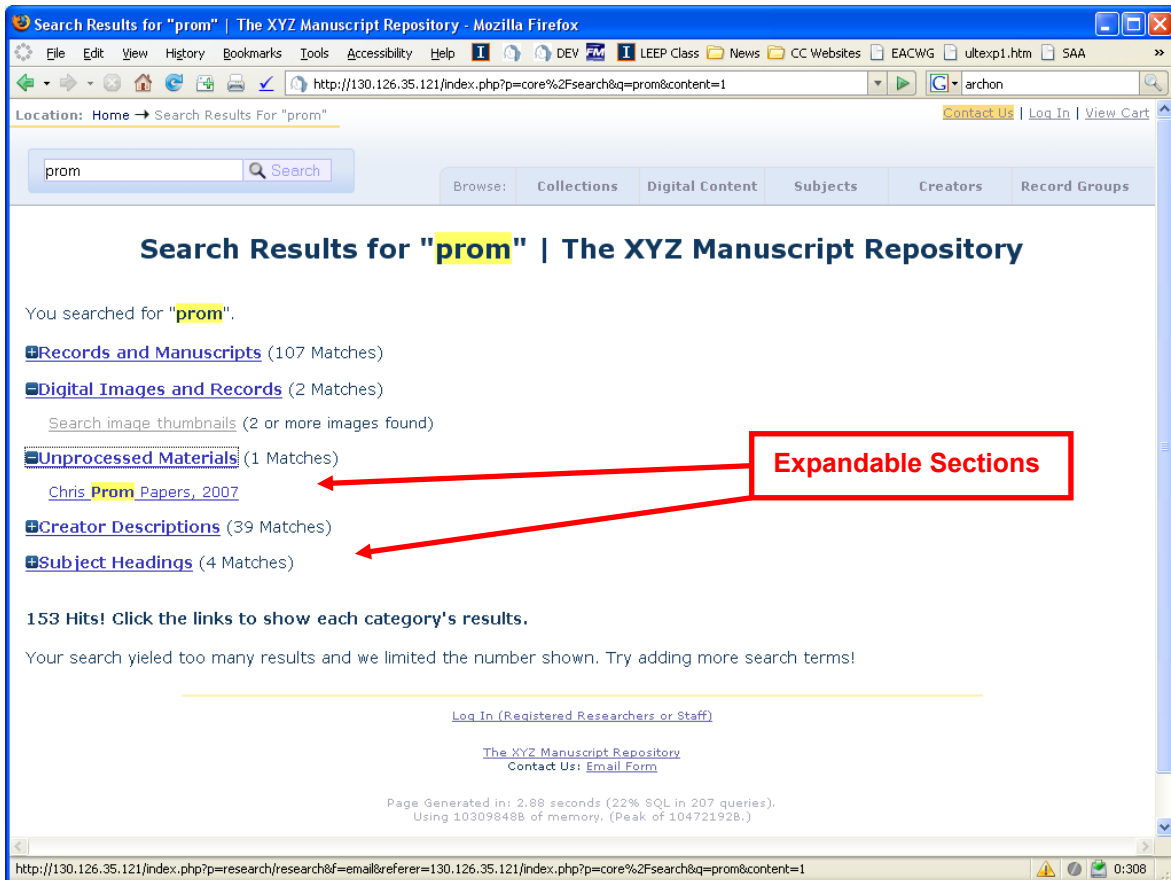 Search Results for "prom" | The XYZ Manuscript Repository - Mozilla Firefox
File Edit View History Bookmarks Tools Accessibility Help I DEV FM I LEEP Class News CC Websites EACWG ultexp1.htm SAA »
http://130.126.35.121/index.php?p=core%2Fsearch&q=prom&content=1 G archon
Location: Home → Search Results For "prom" Contact Us | Log In | View Cart
prom Search
Browse: Collections Digital Content Subjects Creators Record Groups
Search Results for "prom" | The XYZ Manuscript Repository
You searched for "prom".
Records and Manuscripts (107 Matches)
Digital Images and Records (2 Matches)
Search image thumbnails (2 or more images found)
Unprocessed Materials (1 Matches)
Expandable Sections
Chris Prom Papers, 2007
Creator Descriptions (39 Matches)
Subject Headings (4 Matches)
153 Hits! Click the links to show each category's results.
Your search yieled too many results and we limited the number shown. Try adding more search terms!
Log In (Registered Researchers or Staff)
The XYZ Manuscript Repository
Contact Us: Email Form
Page Generated in: 2.88 seconds (22% SQL in 207 queries).
Using 10309848B of memory. (Peak of 10472192B.)
http://130.126.35.121/index.php?p=research/research&f=email&referer=130.126.35.121/index.php?p=core%2Fsearch&q=prom&content=1 0:308